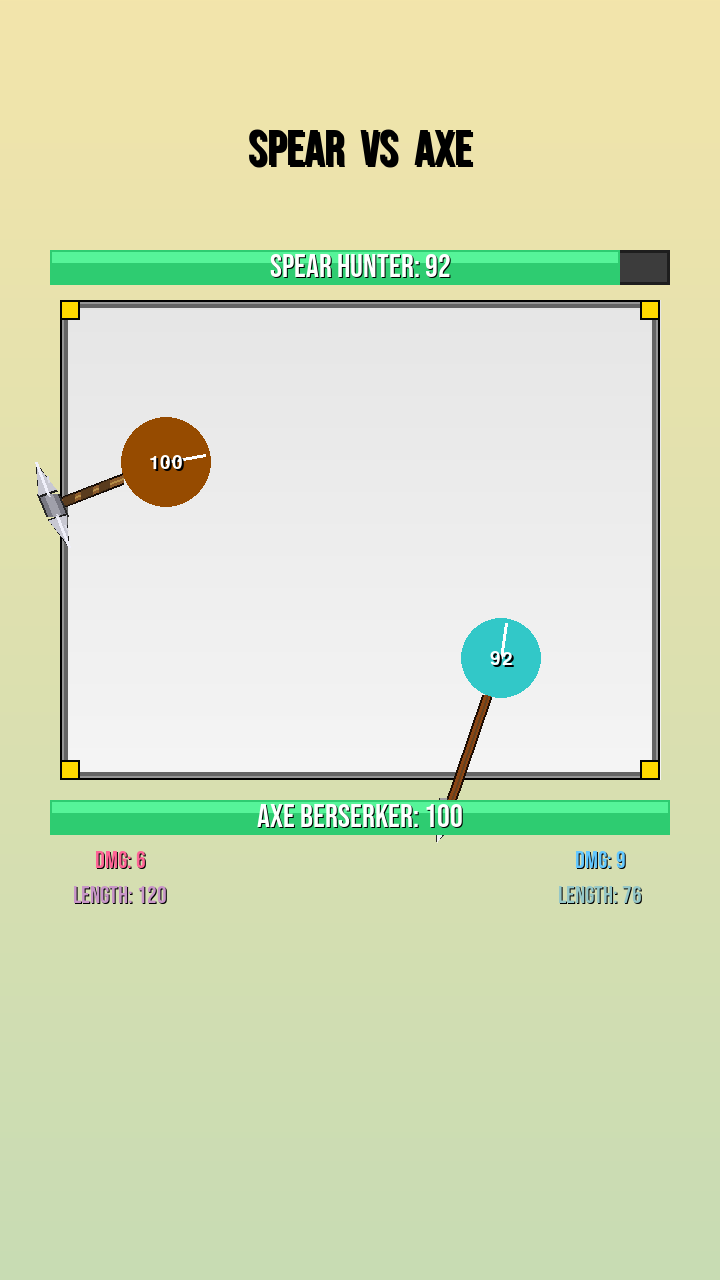 SPEAR VS AXE
SPEAR HUNTER: 92
100
92
AXE BERSERKER: 100
DMG: 6
DMG: 9
LENGTH: 120
LENGTH: 76